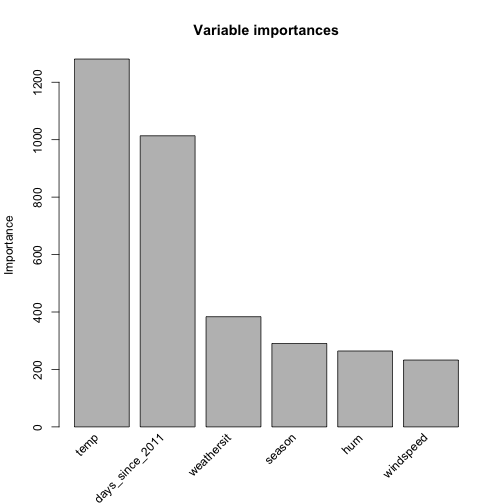 Variable importances
Importance
0
200
400
600
800
1000
1200
temp
days_since_2011
weathersit
season
hum
windspeed